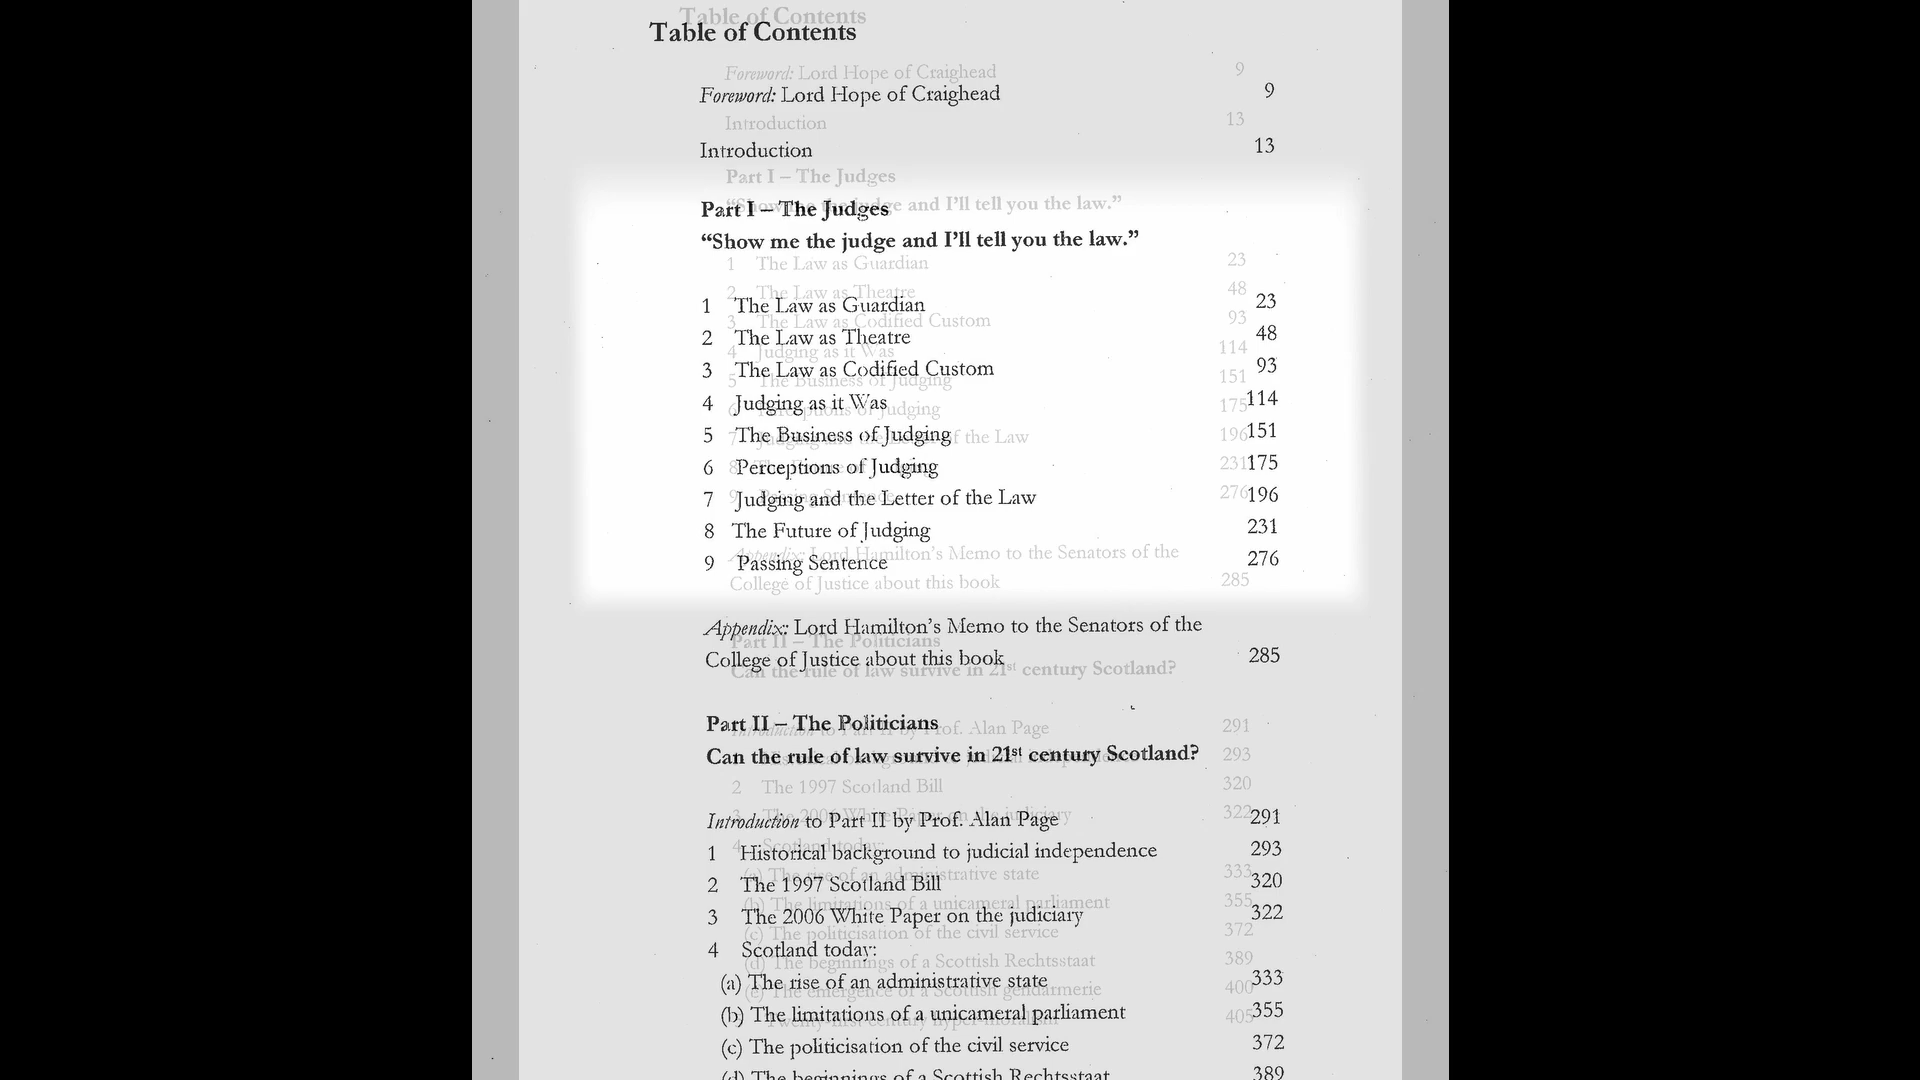 Table of Contents
Foreword: Lord Hope of Craighead 9
Introduction 13
Part I – The Judges
“Show me the judge and I’ll tell you the law.”
1 The Law as Guardian 23
2 The Law as Theatre 48
3 The Law as Codified Custom 93
4 Judging as it Was 114
5 The Business of Judging 151
6 Perceptions of Judging 175
7 Judging and the Letter of the Law 196
8 The Future of Judging 231
9 Passing Sentence 276
Appendix: Lord Hamilton’s Memo to the Senators of the
College of Justice about this book 285
Part II – The Politicians
Can the rule of law survive in 21st century Scotland?
Introduction to Part II by Prof. Alan Page 291
1 Historical background to judicial independence 293
2 The 1997 Scotland Bill 320
3 The 2006 White Paper on the judiciary 322
4 Scotland today:
(a) The rise of an administrative state 333
(b) The limitations of a unicameral parliament 355
(c) The politicisation of the civil service 372
(d) The beginnings of a Scottish Rechtsstaat 389